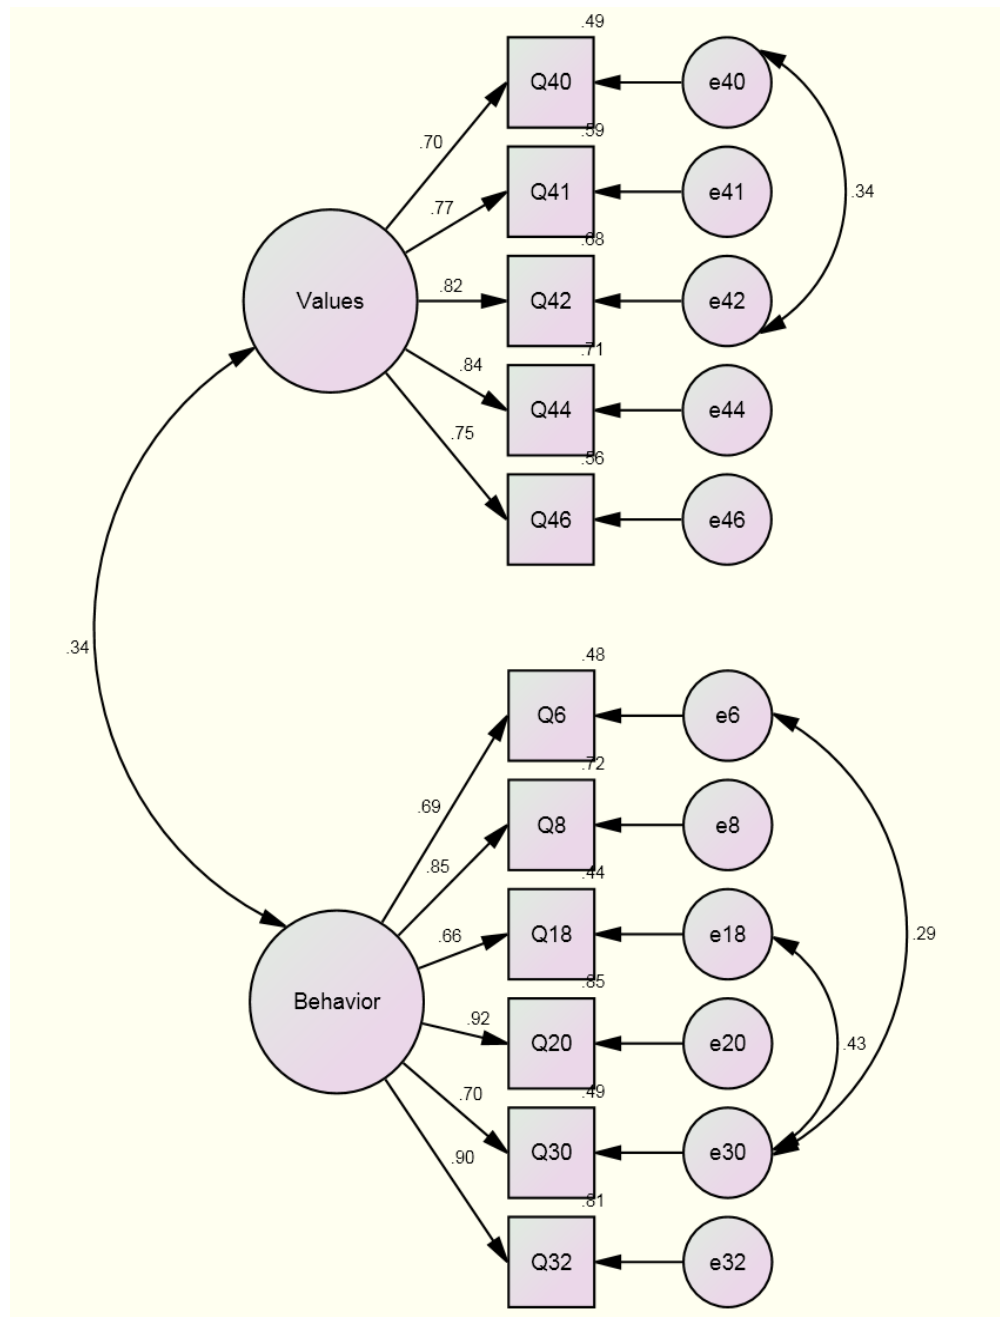 .49
Q40
e40
.70
.59
.77
Q41
e41
.34
.68
Values
.82
Q42
e42
.71
.84
Q44
e44
.75
.56
Q46
e46
.34
.48
Q6
e6
.72
.69
Q8
e8
.85
.44
.66
Q18
e18
.29
.85
Behavior
.92
Q20
e20
.43
.49
.70
Q30
e30
.90
.81
Q32
e32